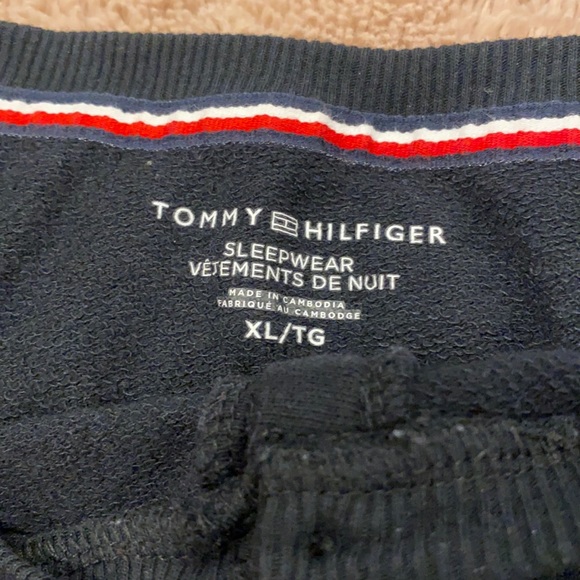 TOMMY HILFIGER
SLEEPWEAR
VÊTEMENTS DE NUIT
MADE IN CAMBODIA
FABRIQUÉ AU CAMBODGE
XL/TG